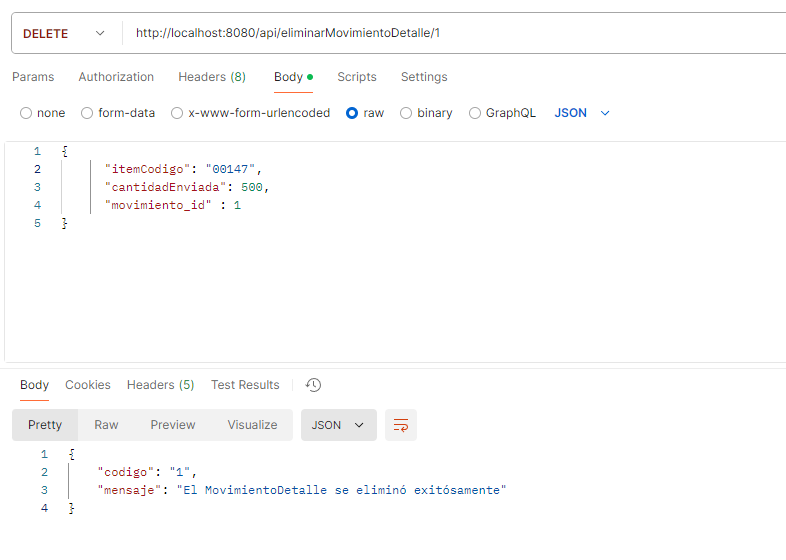 DELETE http://localhost:8080/api/eliminarMovimientoDetalle/1
Params Authorization Headers (8) Body Scripts Settings
none form-data x-www-form-urlencoded raw binary GraphQL JSON
1 {
2 "itemCodigo": "00147",
3 "cantidadEnviada": 500,
4 "movimiento_id" : 1
5 }
Body Cookies Headers (5) Test Results
Pretty Raw Preview Visualize JSON
1 {
2 "codigo": "1",
3 "mensaje": "El MovimientoDetalle se eliminó exitósamente"
4 }